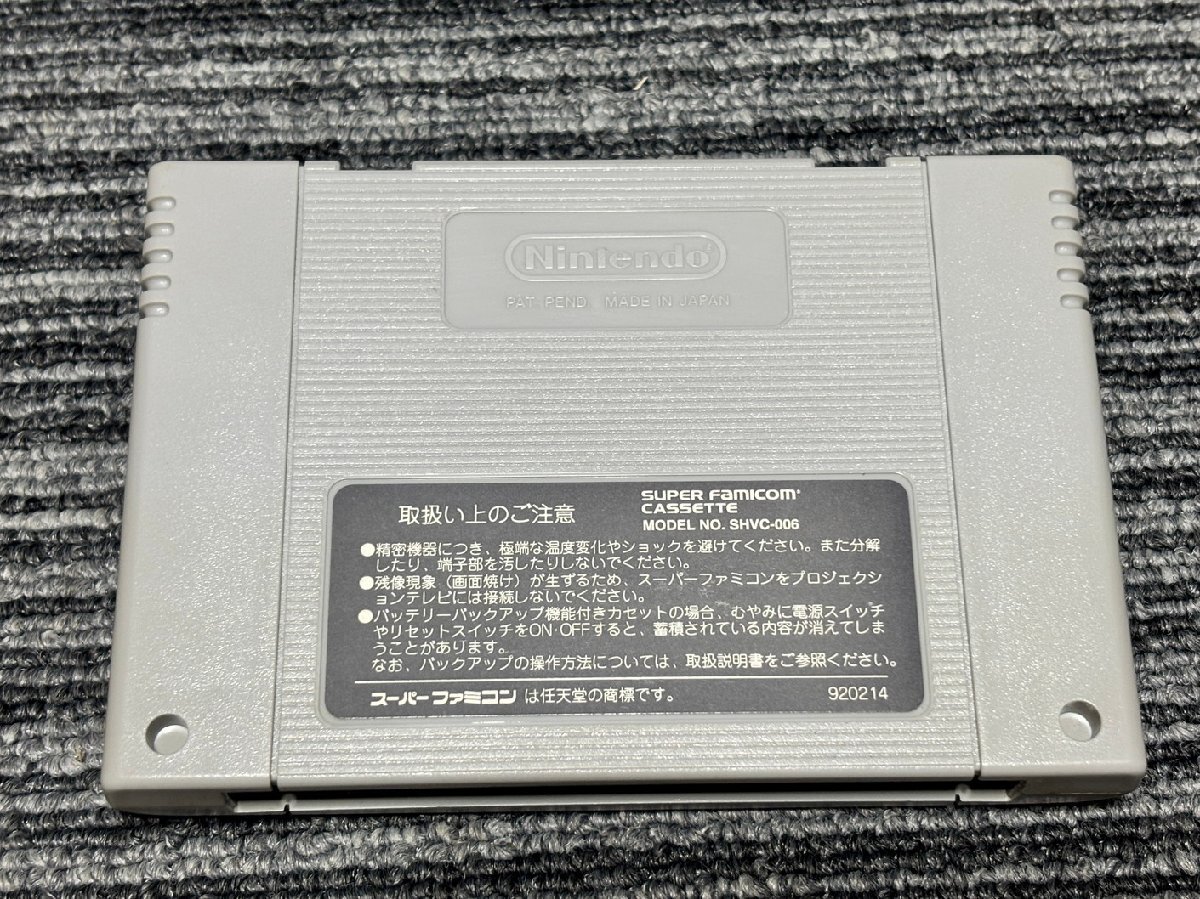 Nintendo
PAT. PEND. MADE IN JAPAN
取扱い上のご注意
SUPER FAMICOM
CASSETTE
MODEL NO. SHVC-006
●精密機器につき、極端な温度変化やショックを避けてください。また分解
したり、端子部を汚したりしないでください。
●残像現象（画面焼け）が生ずるため、スーパーファミコンをプロジェクシ
ョンテレビには接続しないでください。
●バッテリーバックアップ機能付きカセットの場合、むやみに電源スイッチ
やリセットスイッチをON・OFFすると、蓄積されている内容が消えてしま
うことがあります。
なお、バックアップの操作方法については、取扱説明書をご参照ください。
スーパーファミコンは任天堂の商標です。
920214